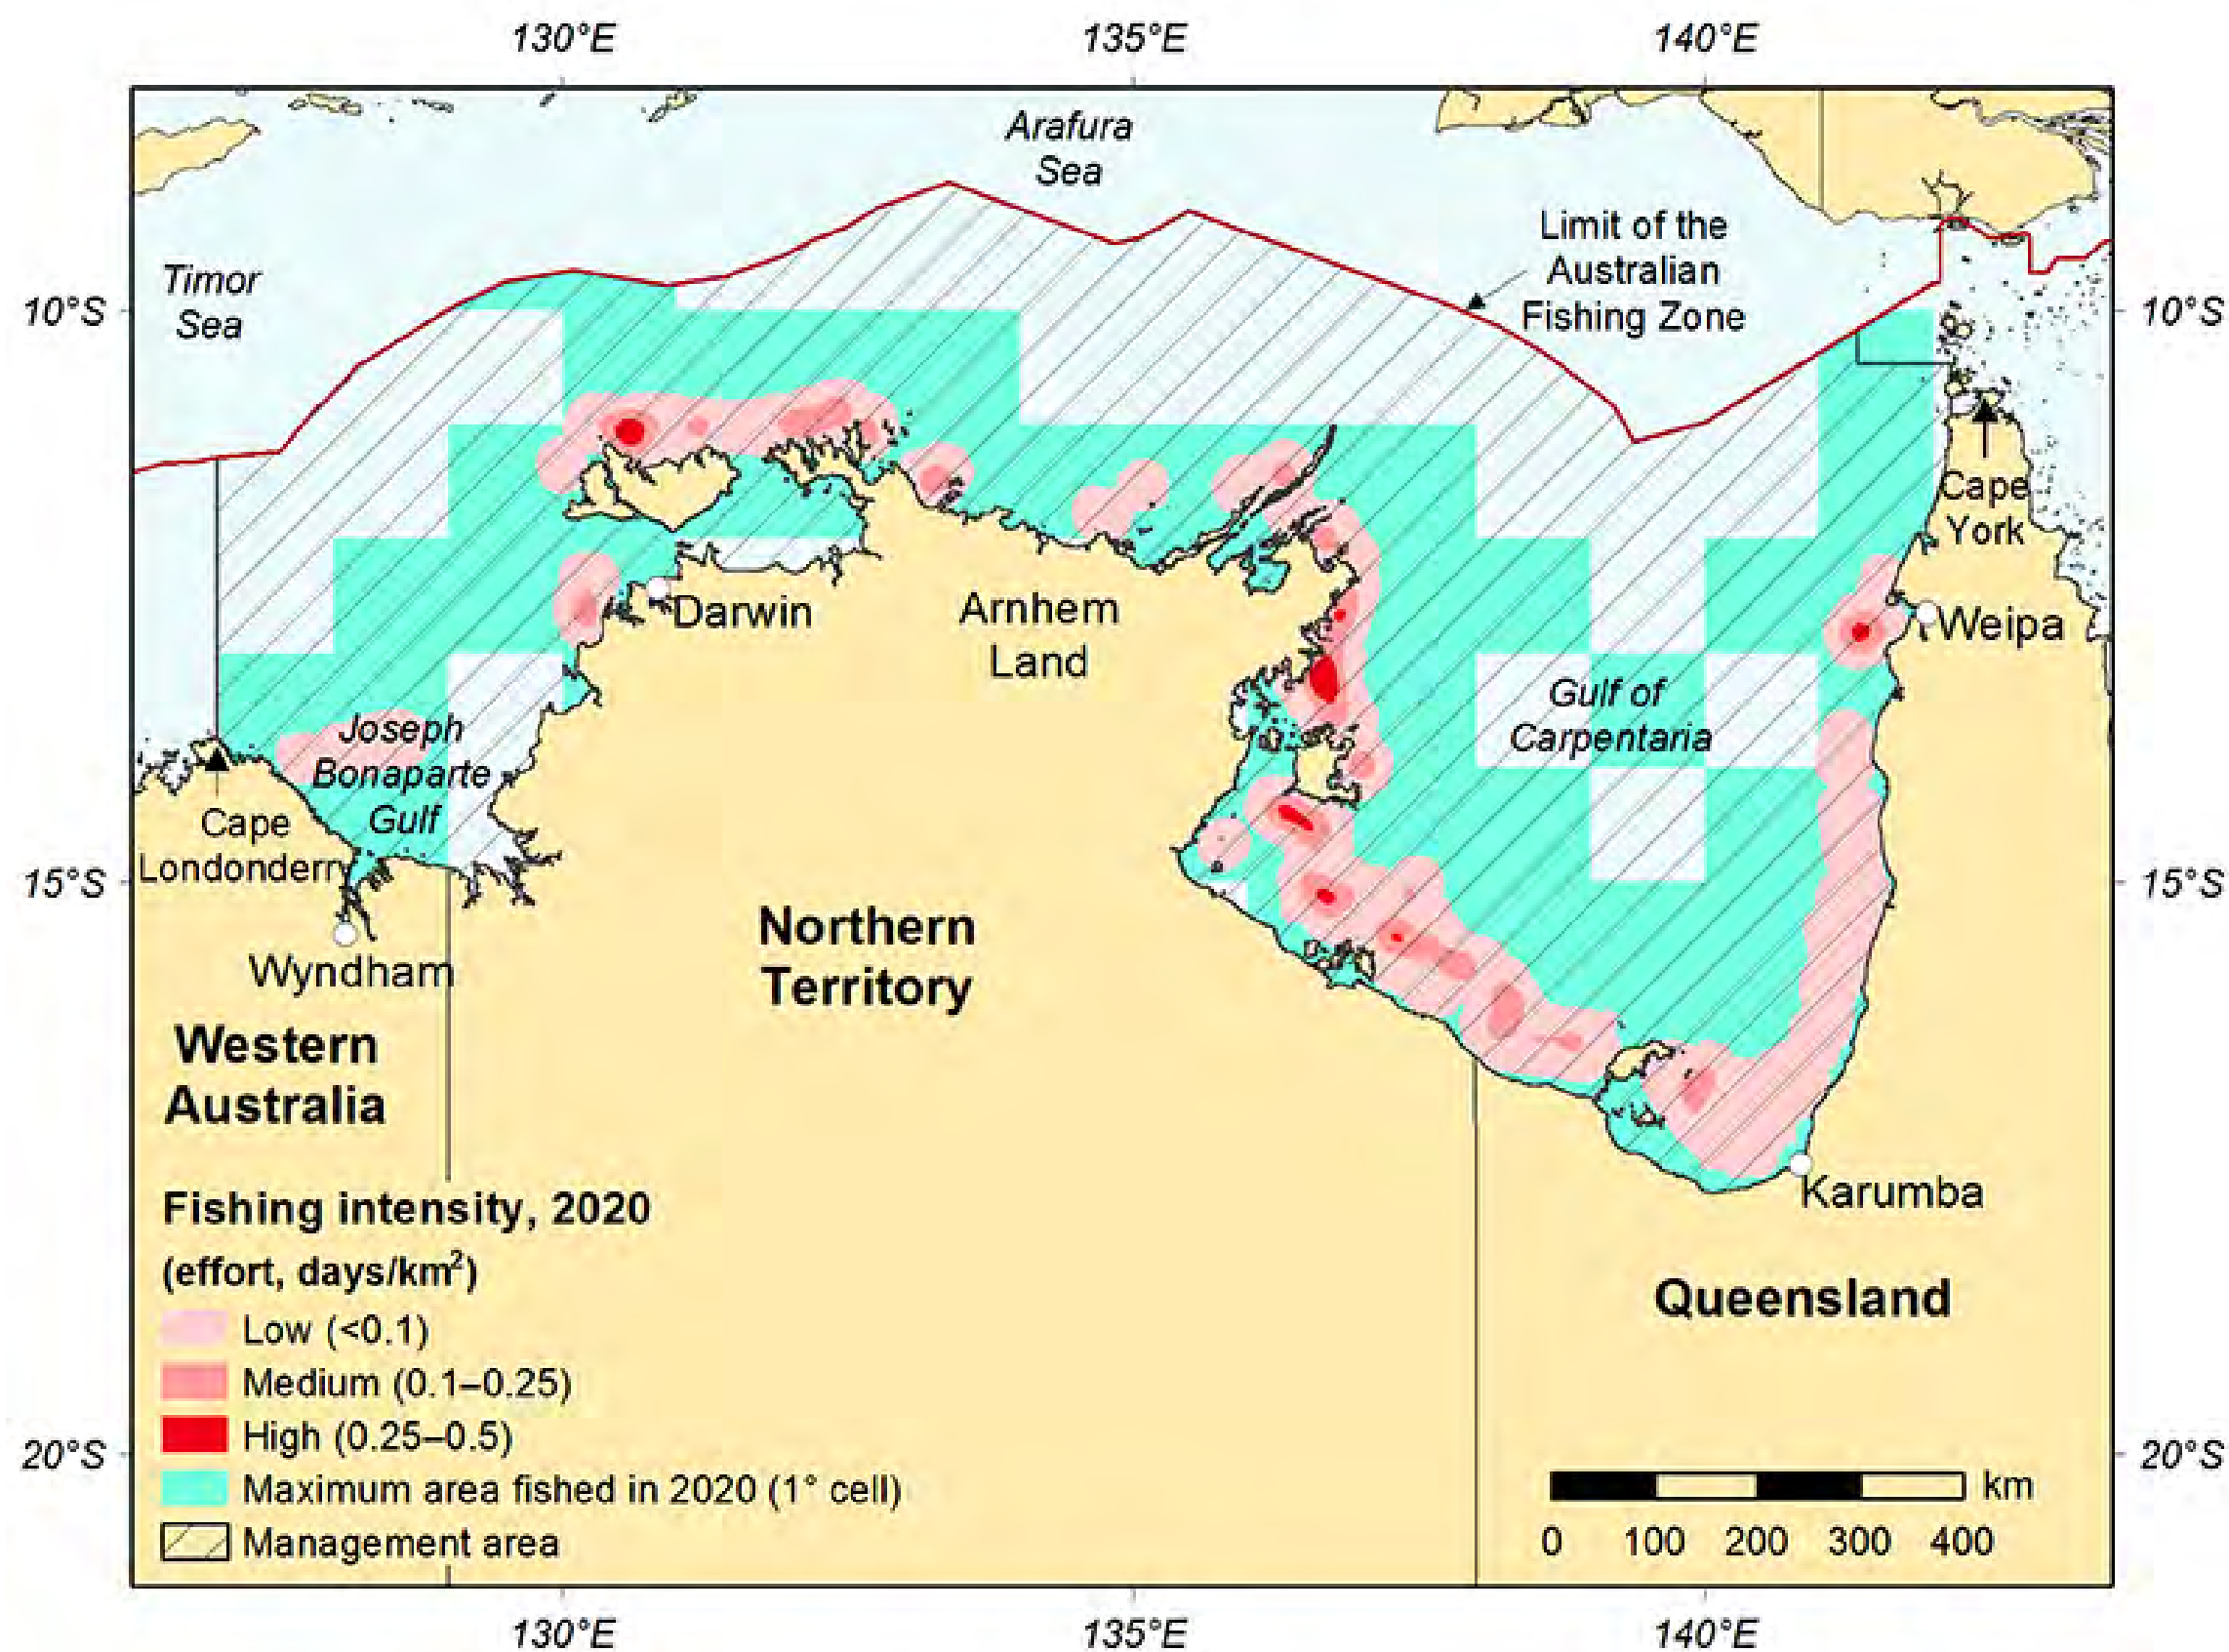 130°E 135°E 140°E
Arafura
Sea
Limit of the
Australian
Fishing Zone
Timor
Sea
10°S 10°S
Cape
York
Darwin
Arnhem
Land
Weipa
Gulf of
Carpentaria
Joseph
Bonaparte
Gulf
Cape
Londonderry
15°S 15°S
Wyndham
Northern
Territory
Western
Australia
Karumba
Queensland
Fishing intensity, 2020
(effort, days/km²)
Low (<0.1)
Medium (0.1–0.25)
High (0.25–0.5)
Maximum area fished in 2020 (1° cell)
Management area
20°S 20°S
km
0 100 200 300 400
130°E 135°E 140°E